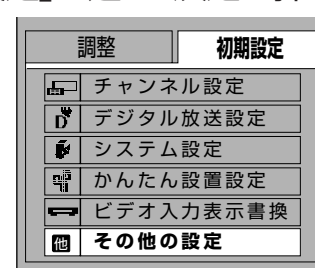 調整 初期設定
チャンネル設定
D デジタル放送設定
システム設定
かんたん設置設定
ビデオ入力表示書換
他 その他の設定